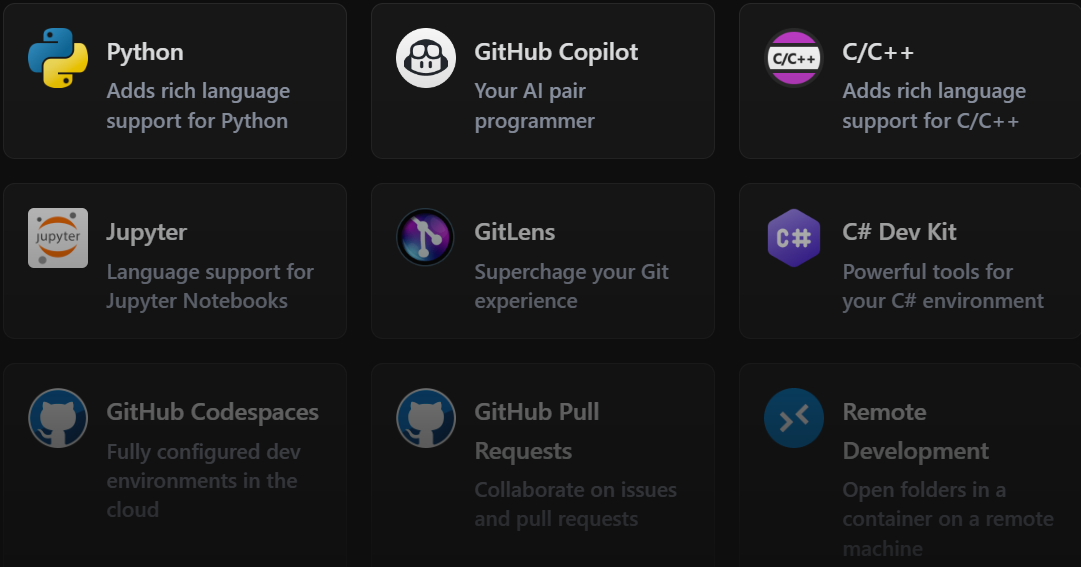 Python
Adds rich language
support for Python
GitHub Copilot
Your AI pair
programmer
C/C++
C/C++
Adds rich language
support for C/C++
jupyter
Jupyter
Language support for
Jupyter Notebooks
GitLens
Superchage your Git
experience
C#
C# Dev Kit
Powerful tools for
your C# environment
GitHub Codespaces
Fully configured dev
environments in the
cloud
GitHub Pull
Requests
Collaborate on issues
and pull requests
Remote
Development
Open folders in a
container on a remote
machine